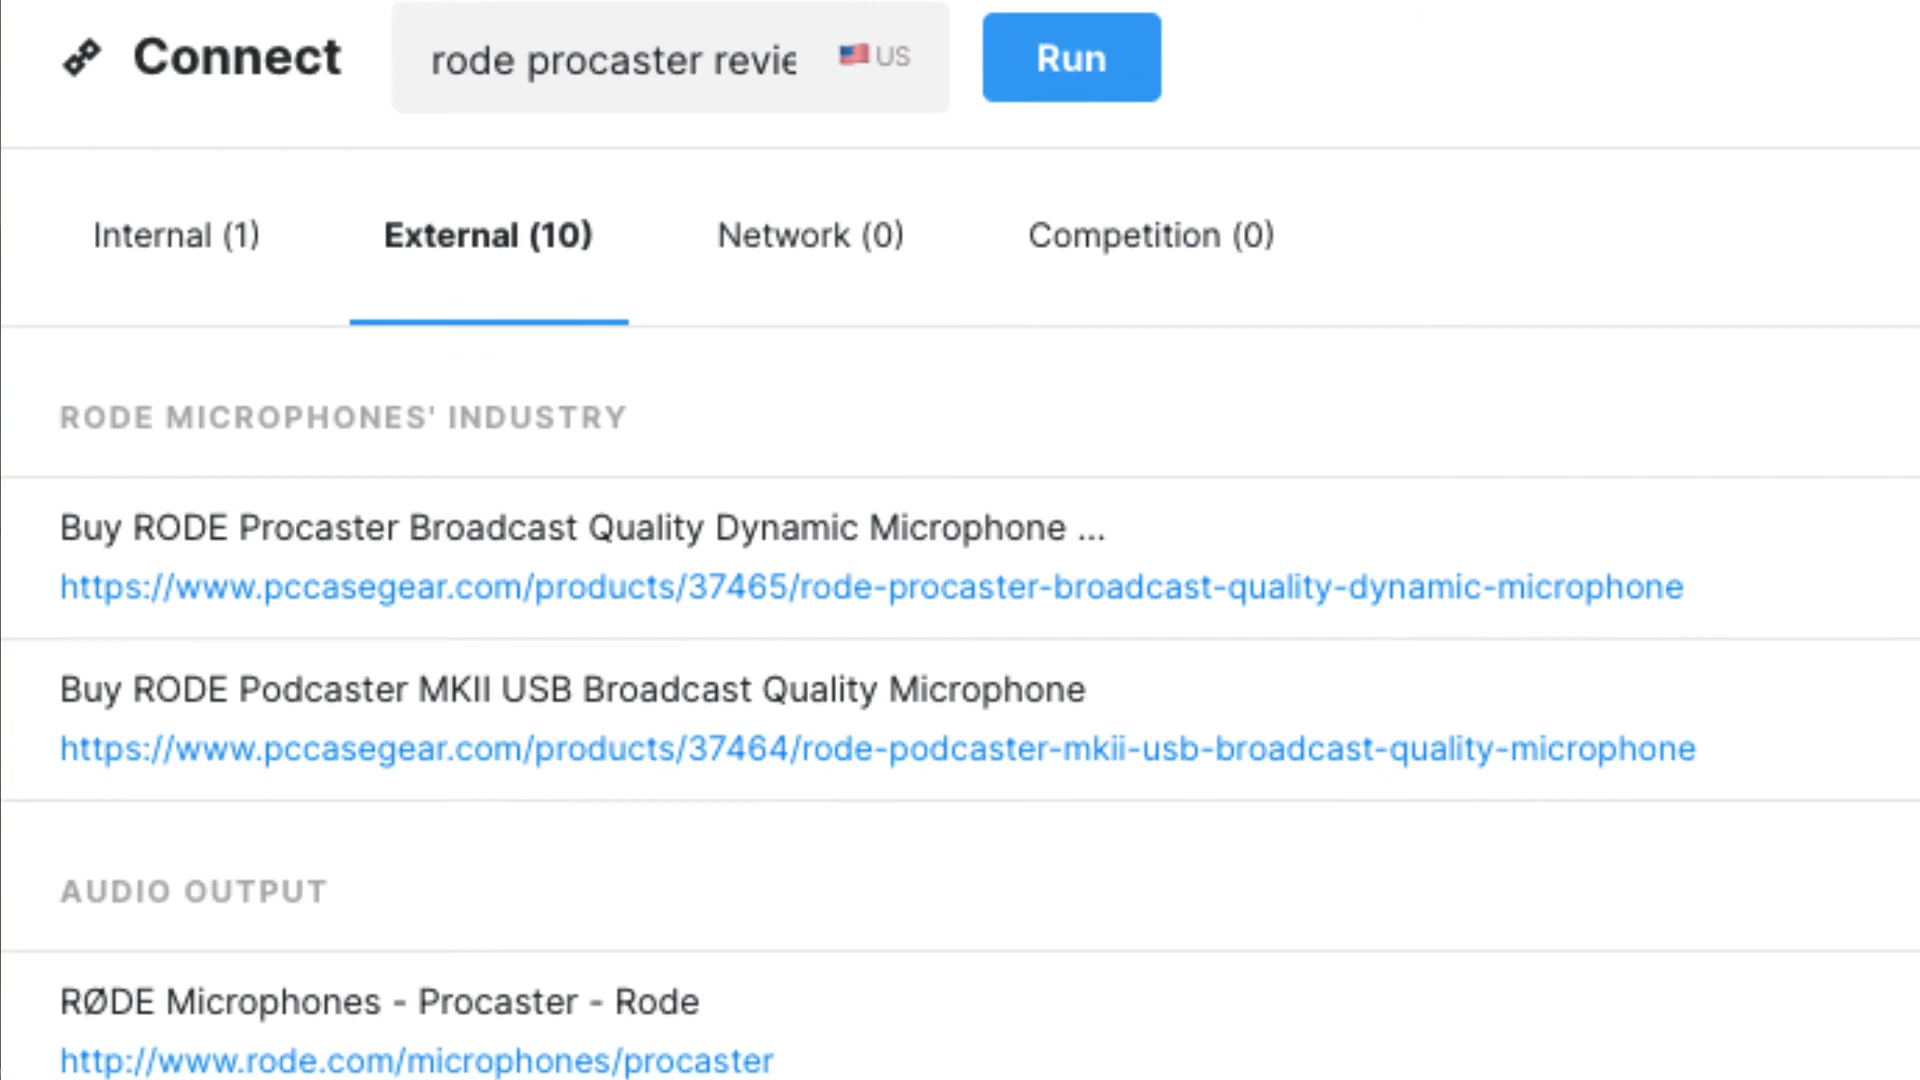 Connect
rode procaster revie
US
Run
Internal (1)
External (10)
Network (0)
Competition (0)
RODE MICROPHONES' INDUSTRY
Buy RODE Procaster Broadcast Quality Dynamic Microphone ...
https://www.pccasegear.com/products/37465/rode-procaster-broadcast-quality-dynamic-microphone
Buy RODE Podcaster MKII USB Broadcast Quality Microphone
https://www.pccasegear.com/products/37464/rode-podcaster-mkii-usb-broadcast-quality-microphone
AUDIO OUTPUT
RØDE Microphones - Procaster - Rode
http://www.rode.com/microphones/procaster